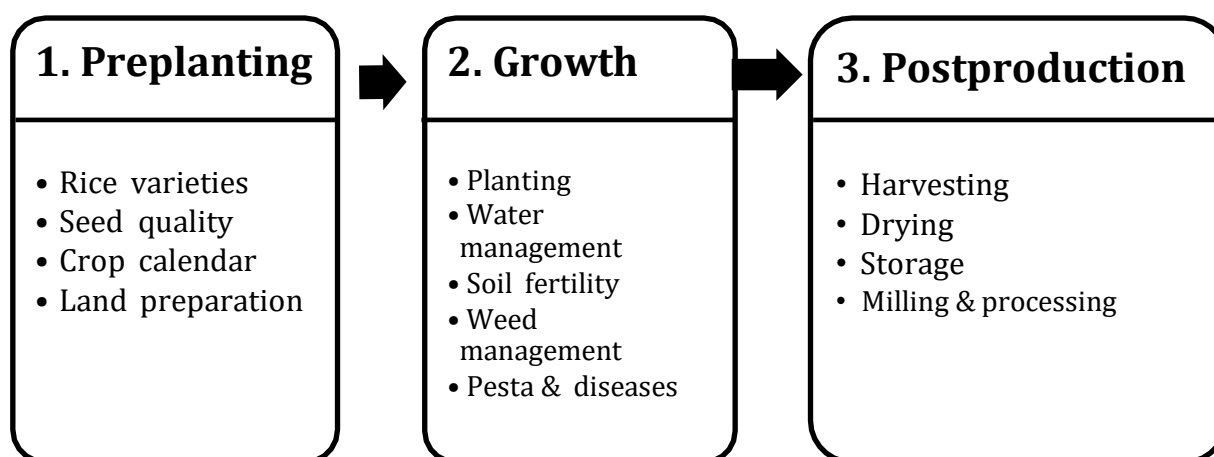 1. Preplanting
• Rice varieties
• Seed quality
• Crop calendar
• Land preparation
2. Growth
• Planting
• Water
management
• Soil fertility
• Weed
management
• Pesta & diseases
3. Postproduction
• Harvesting
• Drying
• Storage
• Milling & processing